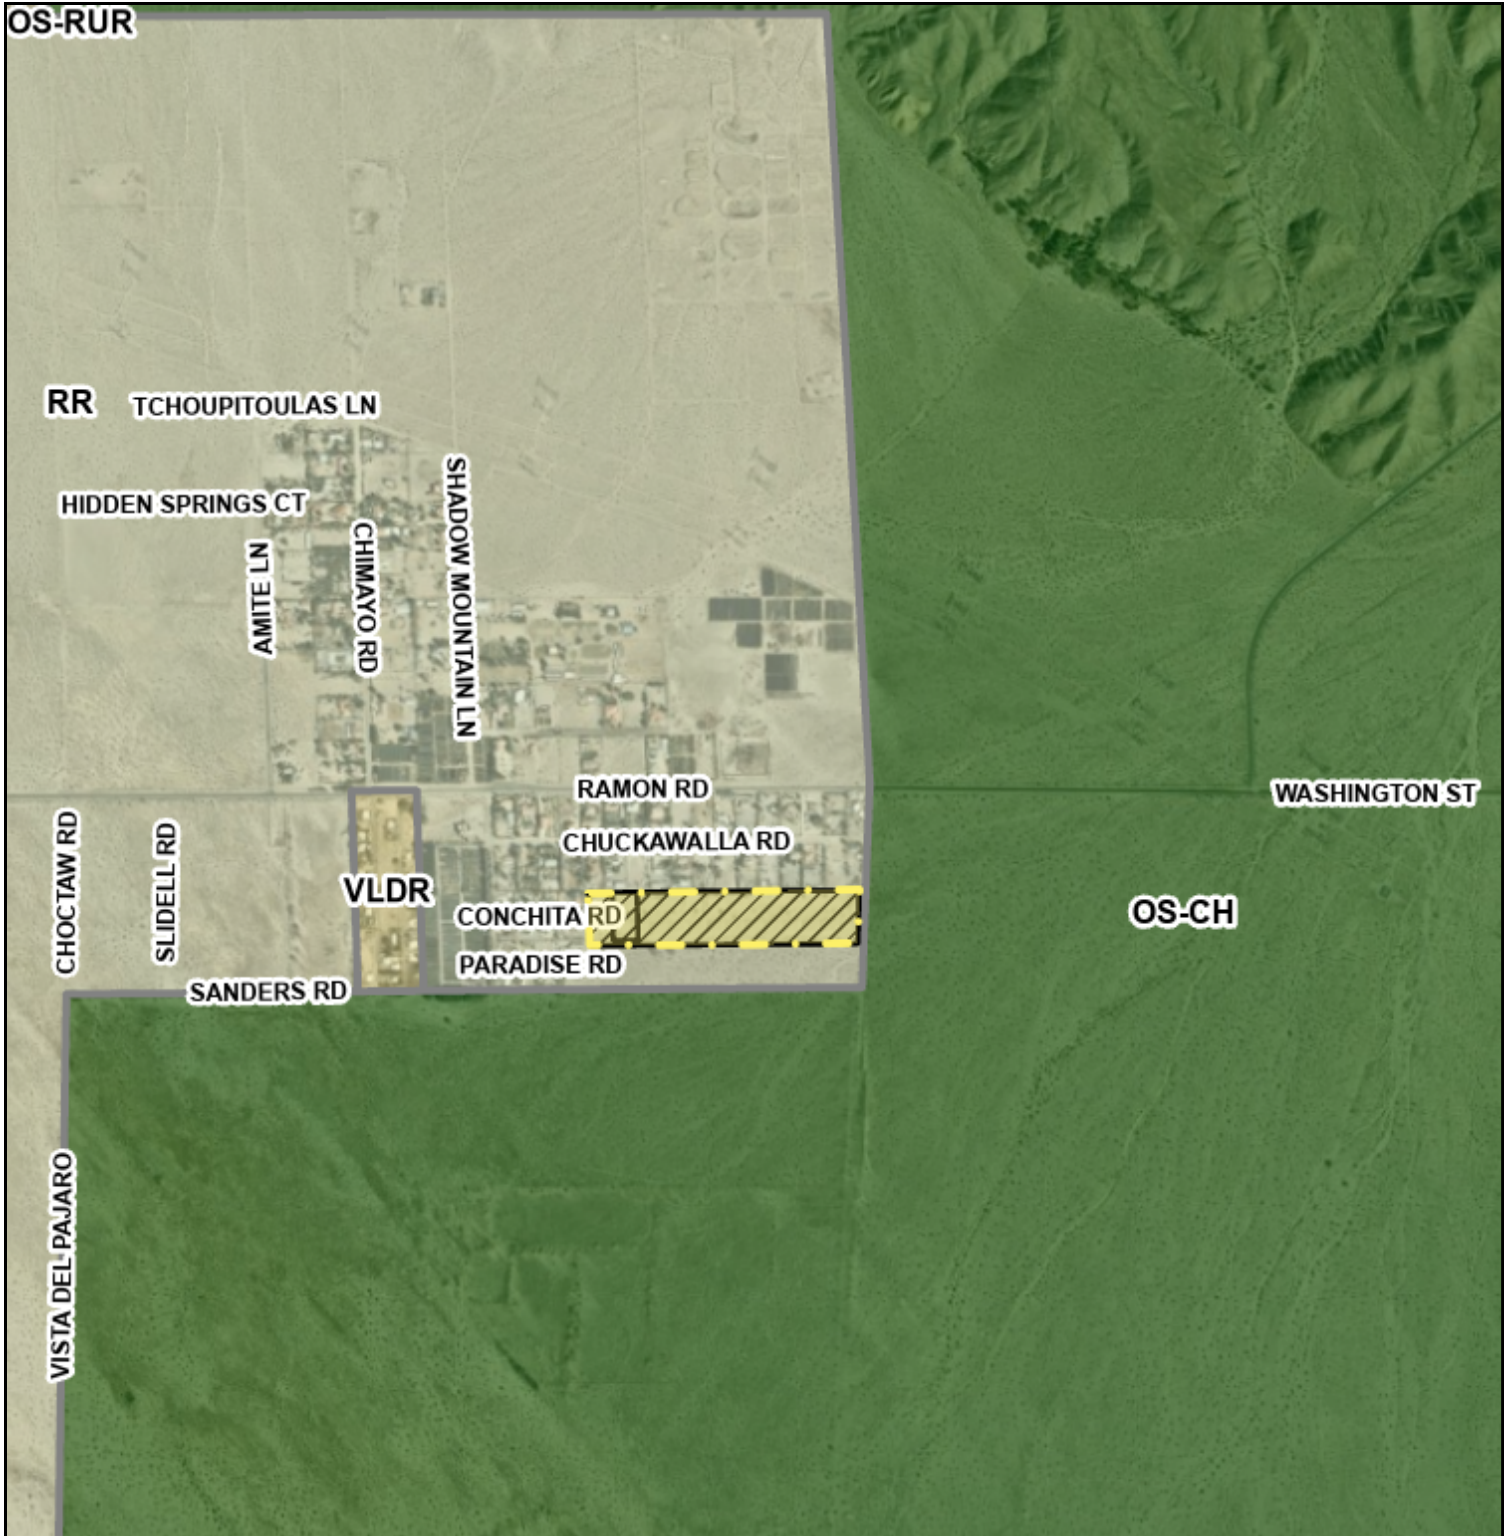 OS-RUR
RR
TCHOUPITOULAS LN
HIDDEN SPRINGS CT
AMITE LN
CHIMAYO RD
SHADOW MOUNTAIN LN
RAMON RD
WASHINGTON ST
CHOCTAW RD
SLIDELL RD
CHUCKAWALLA RD
VLDR
CONCHITA RD
OS-CH
PARADISE RD
SANDERS RD
VISTA DEL PAJARO